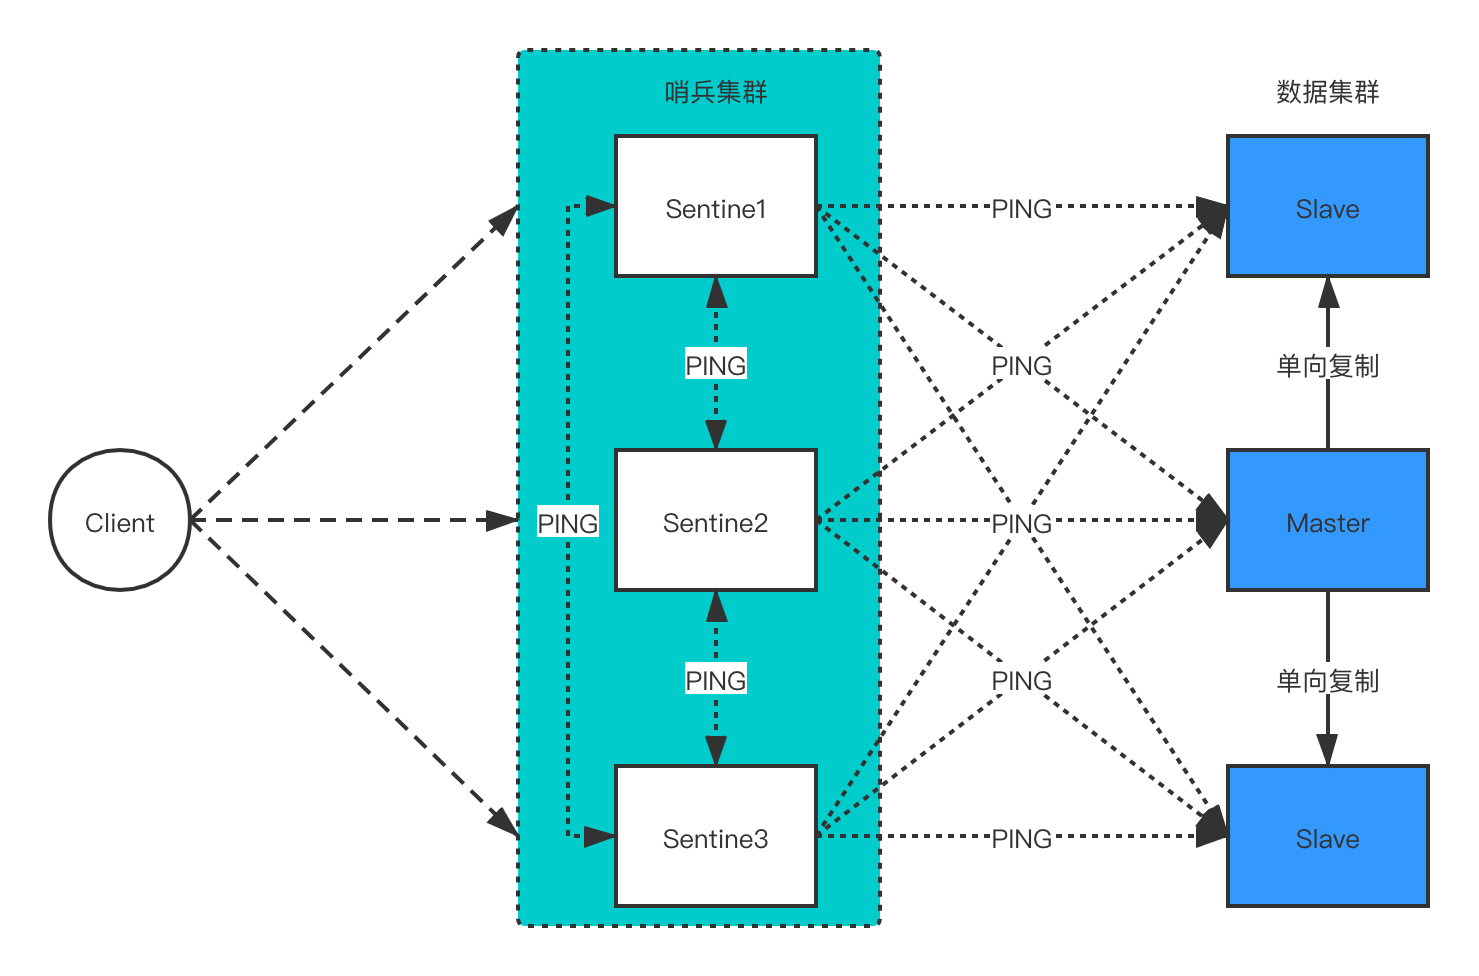 哨兵集群
数据集群
Sentine1
PING
Slave
PING
PING
单向复制
Client
PING
Sentine2
PING
Master
PING
PING
单向复制
Sentine3
PING
Slave